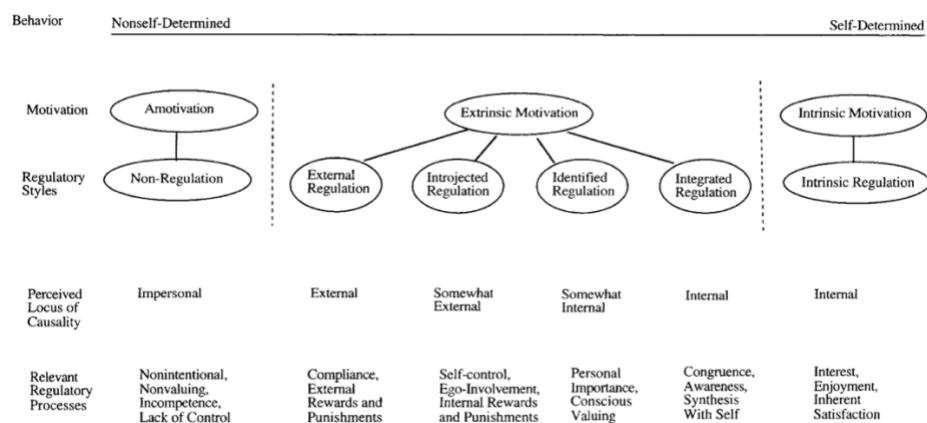 Behavior Nonself-Determined Self-Determined
Motivation Amotivation Extrinsic Motivation Intrinsic Motivation
Regulatory
Styles
Non-Regulation
External
Regulation
Introjected
Regulation
Identified
Regulation
Integrated
Regulation
Intrinsic Regulation
Perceived
Locus of
Causality
Impersonal
External
Somewhat
External
Somewhat
Internal
Internal
Internal
Relevant
Regulatory
Processes
Nonintentional,
Nonvaluing,
Incompetence,
Lack of Control
Compliance,
External
Rewards and
Punishments
Self-control,
Ego-Involvement,
Internal Rewards
and Punishments
Personal
Importance,
Conscious
Valuing
Congruence,
Awareness,
Synthesis
With Self
Interest,
Enjoyment,
Inherent
Satisfaction